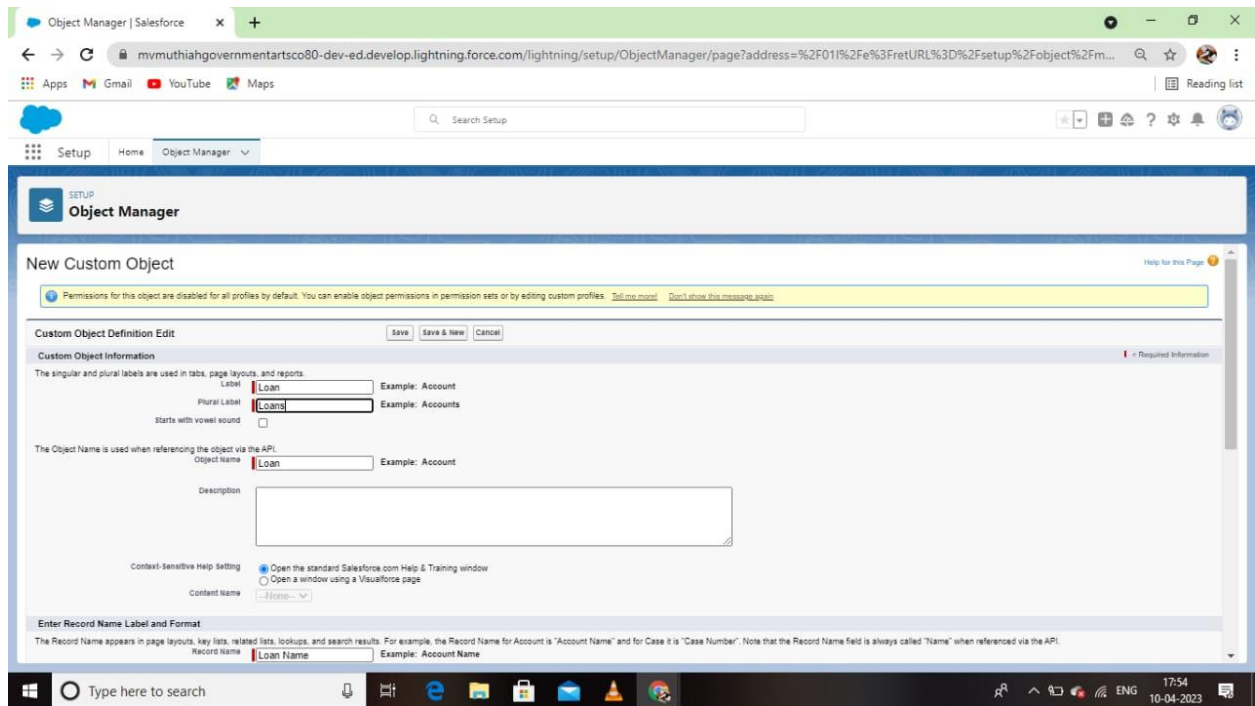 Object Manager | Salesforce
mvmuthiahgovernmentartsco80-dev-ed.develop.lightning.force.com/lightning/setup/ObjectManager/page?address=%2F01I%2Fe%3FretURL%3D%2Fsetup%2Fobject%2Fm...
Apps Gmail YouTube Maps Reading list
Search Setup
Setup Home Object Manager
SETUP
Object Manager
New Custom Object Help for this Page
Permissions for this object are disabled for all profiles by default. You can enable object permissions in permission sets or by editing custom profiles. Tell me more! Don't show this message again
Custom Object Definition Edit Save Save & New Cancel
Custom Object Information = Required Information
The singular and plural labels are used in tabs, page layouts, and reports.
Label Loan Example: Account
Plural Label Loans Example: Accounts
Starts with vowel sound
The Object Name is used when referencing the object via the API.
Object Name Loan Example: Account
Description
Context-Sensitive Help Setting Open the standard Salesforce.com Help & Training window
Open a window using a Visualforce page
Content Name --None--
Enter Record Name Label and Format
The Record Name appears in page layouts, key lists, related lists, lookups, and search results. For example, the Record Name for Account is "Account Name" and for Case it is "Case Number". Note that the Record Name field is always called "Name" when referenced via the API.
Record Name Loan Name Example: Account Name
Type here to search ENG 17:54
10-04-2023